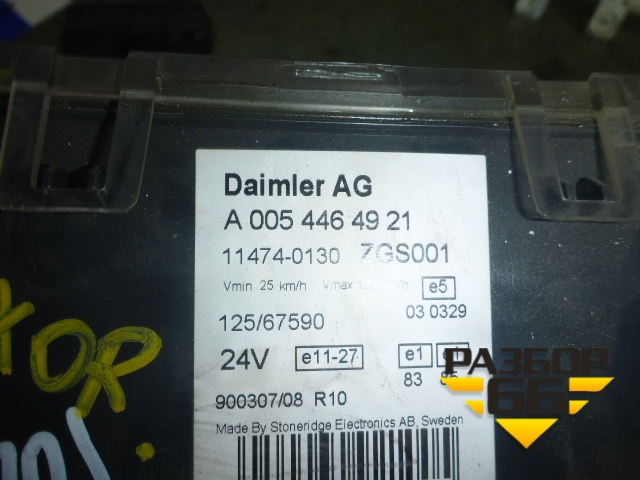 Daimler AG
A 005 446 49 21
11474-0130 ZGS001
Vmin 25 km/h Vmax e5
125/67590 03 0329
24V e11-27 e1
83
900307/08 R10
Made By Stoneridge Electronics AB, Sweden
РАЗБОР
66